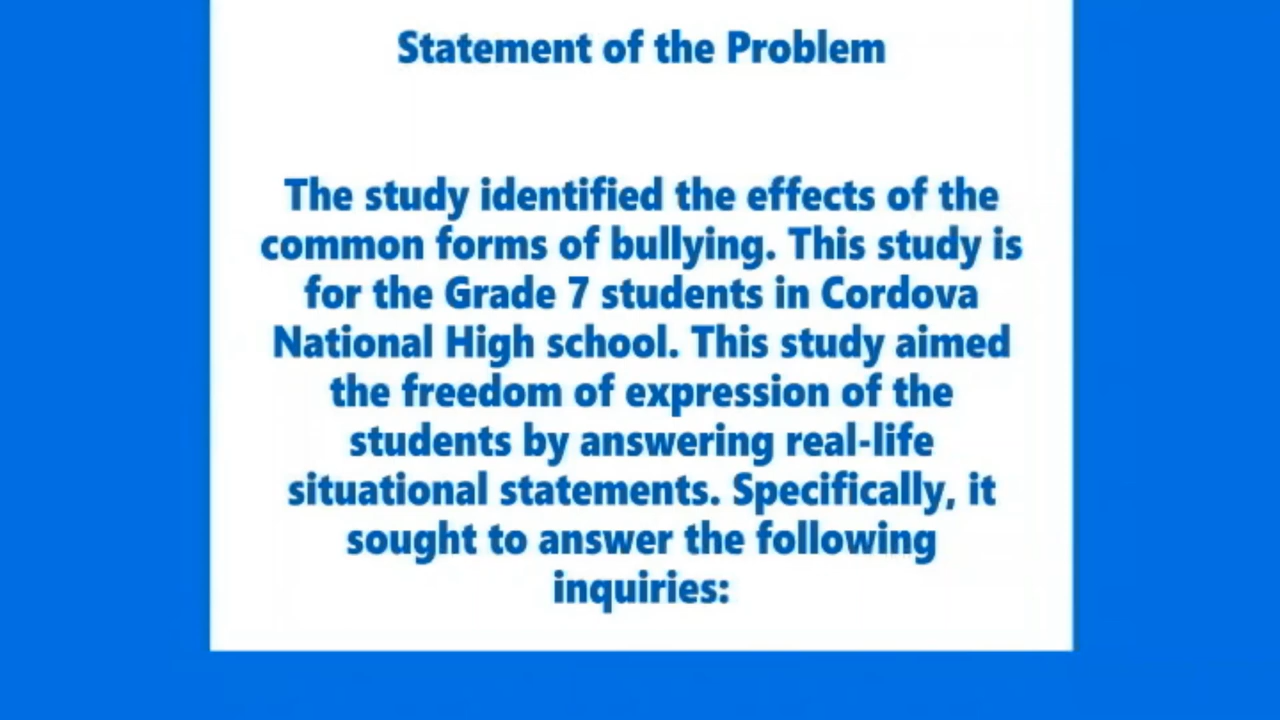 Statement of the Problem
The study identified the effects of the
common forms of bullying. This study is
for the Grade 7 students in Cordova
National High school. This study aimed
the freedom of expression of the
students by answering real-life
situational statements. Specifically, it
sought to answer the following
inquiries: